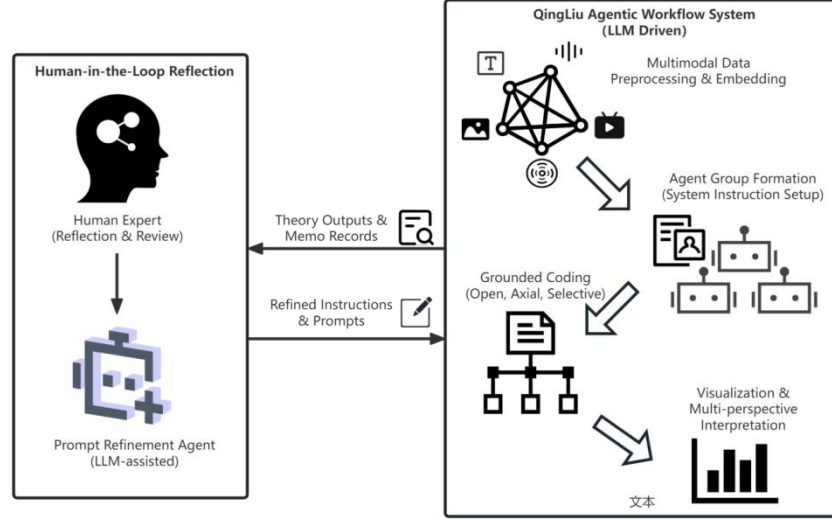 Human-in-the-Loop Reflection
Human Expert
(Reflection & Review)
Prompt Refinement Agent
(LLM-assisted)
Theory Outputs &
Memo Records
Refined Instructions
& Prompts
QingLiu Agentic Workflow System
(LLM Driven)
T
Multimodal Data
Preprocessing & Embedding
Agent Group Formation
(System Instruction Setup)
Grounded Coding
(Open, Axial, Selective)
Visualization &
Multi-perspective
Interpretation
文本